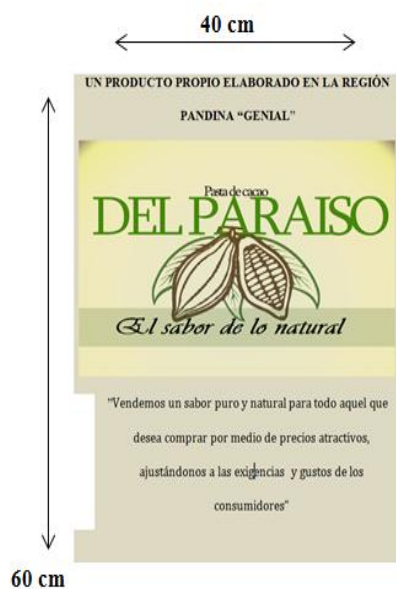 40 cm
UN PRODUCTO PROPIO ELABORADO EN LA REGIÓN
PANDINA “GENIAL”
Pasta de cacao
DEL PARAISO
El sabor de lo natural
"Vendemos un sabor puro y natural para todo aquel que
desea comprar por medio de precios atractivos,
ajustándonos a las exigencias y gustos de los
consumidores"
60 cm